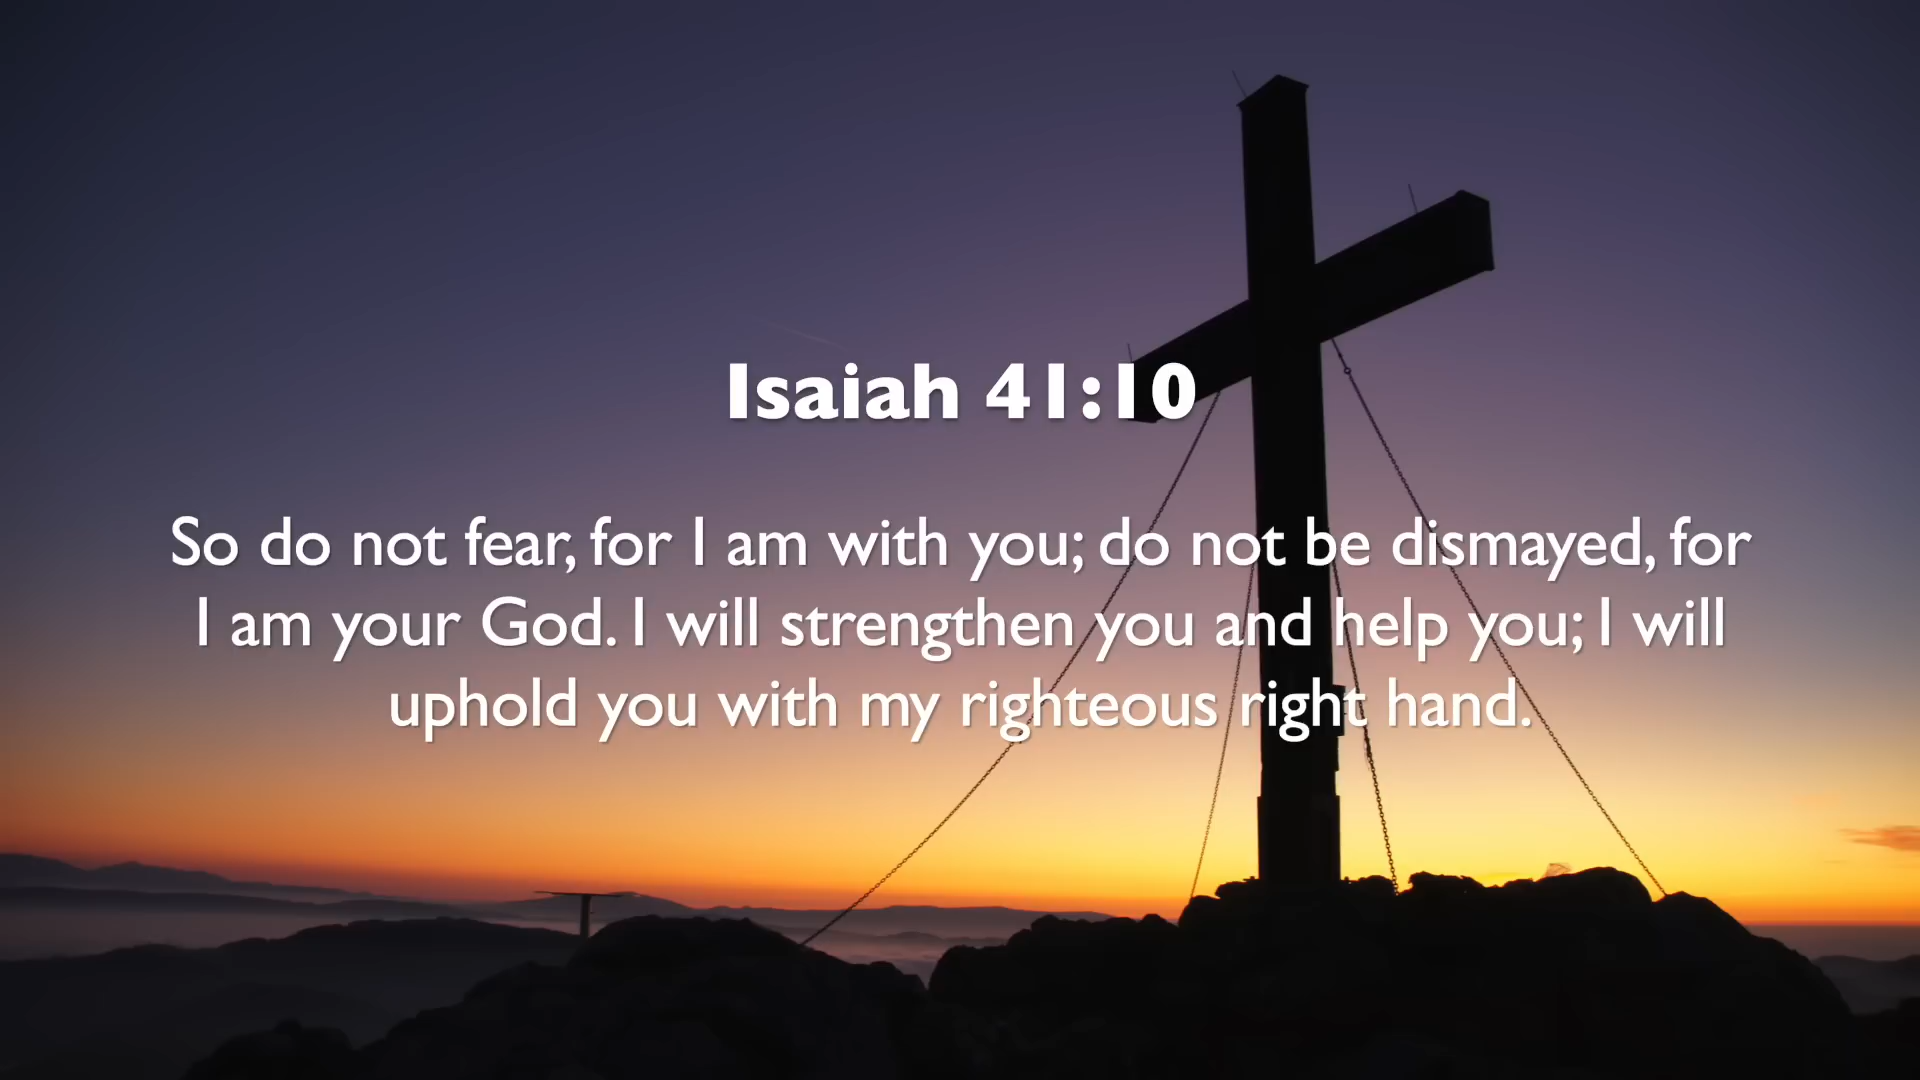 Isaiah 41:10
So do not fear, for I am with you; do not be dismayed, for
I am your God. I will strengthen you and help you; I will
uphold you with my righteous right hand.